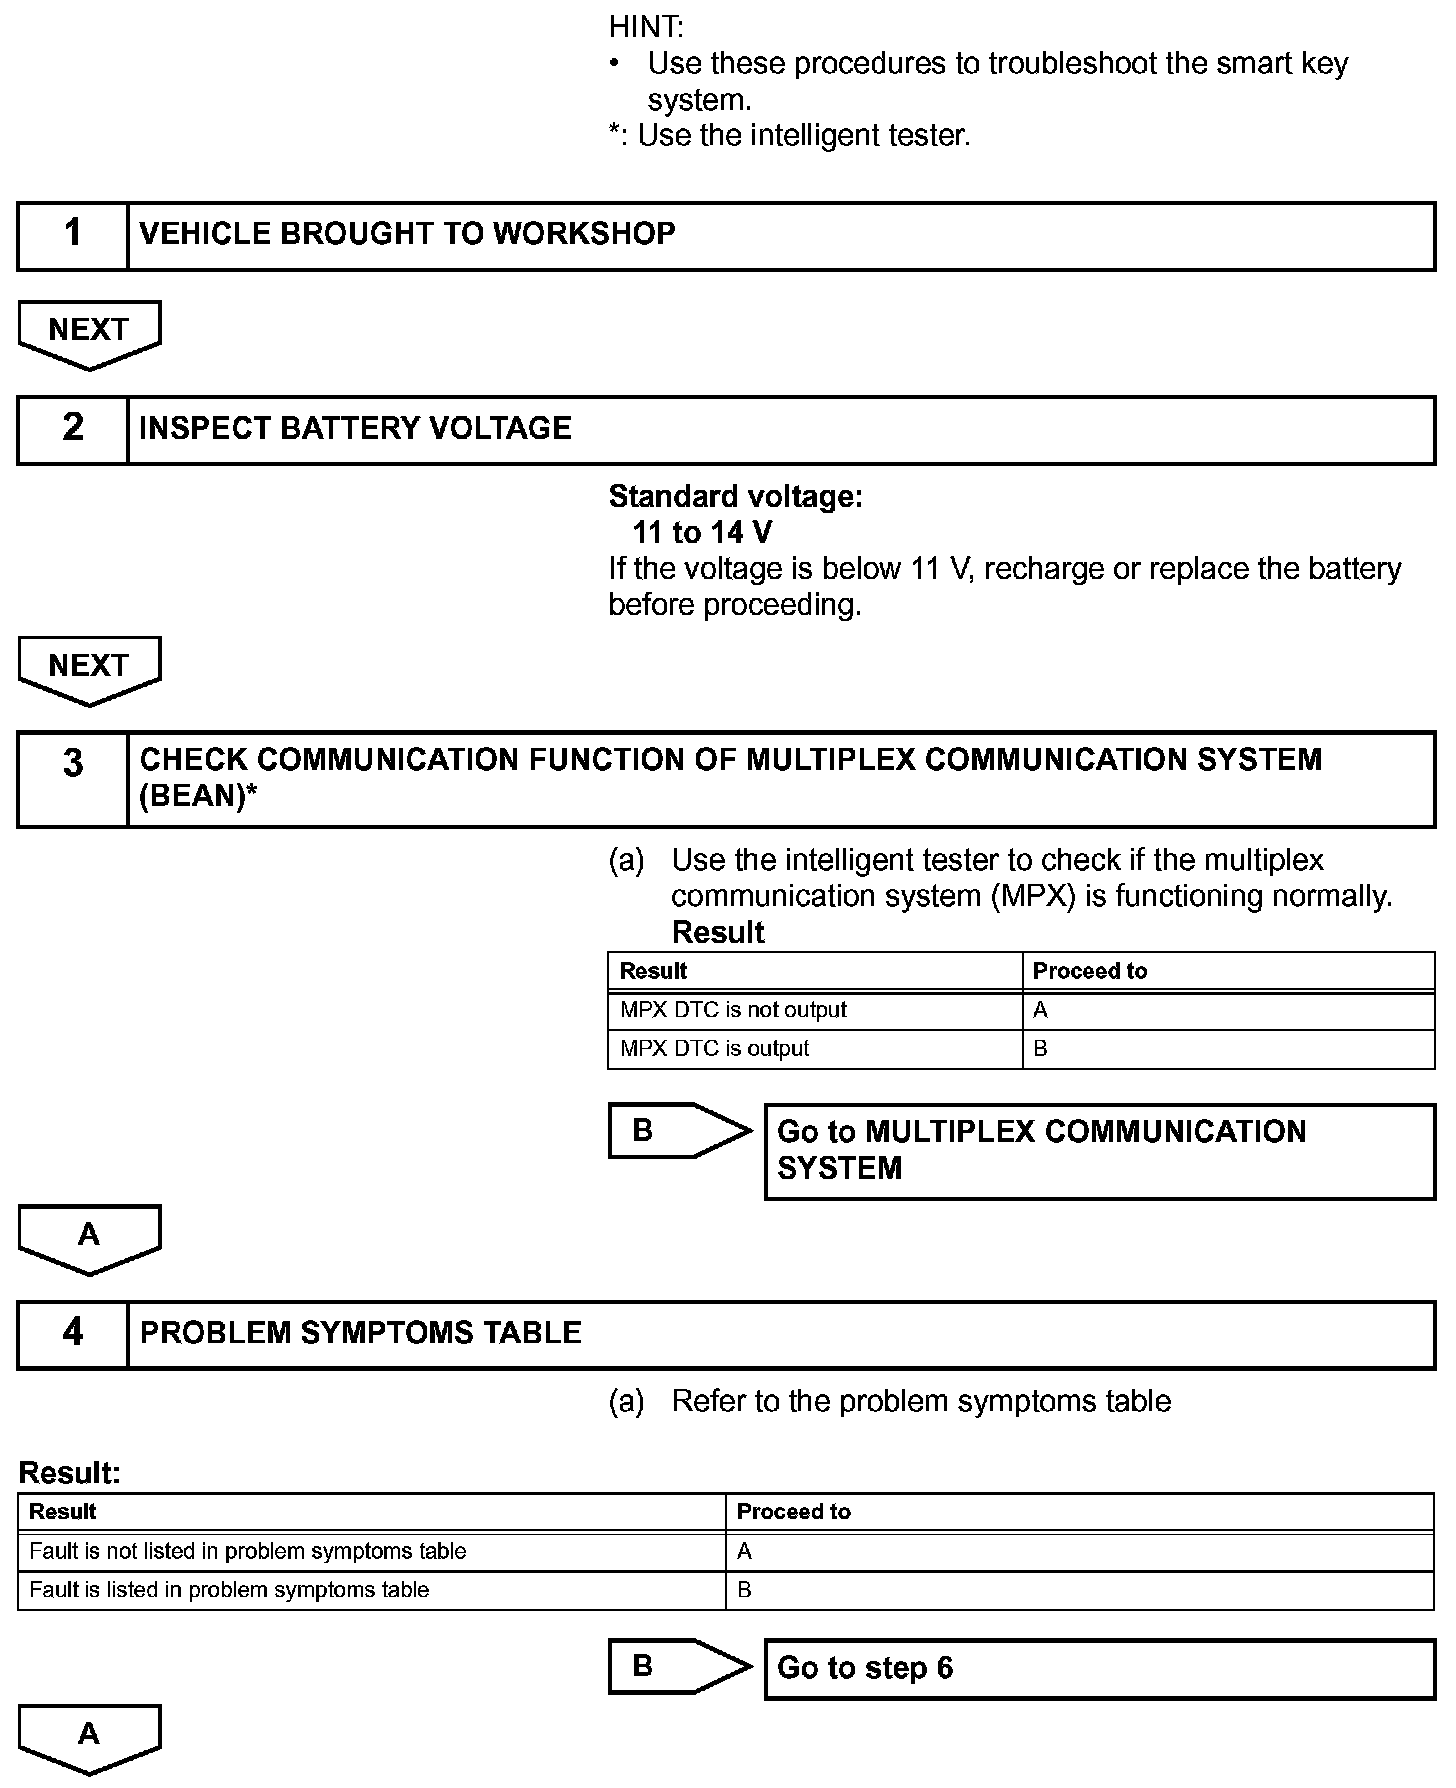 HINT:
• Use these procedures to troubleshoot the smart key
system.
*: Use the intelligent tester.
1 VEHICLE BROUGHT TO WORKSHOP
NEXT
2 INSPECT BATTERY VOLTAGE
Standard voltage:
11 to 14 V
If the voltage is below 11 V, recharge or replace the battery
before proceeding.
NEXT
3 CHECK COMMUNICATION FUNCTION OF MULTIPLEX COMMUNICATION SYSTEM
(BEAN)*
(a) Use the intelligent tester to check if the multiplex
communication system (MPX) is functioning normally.
Result
Result Proceed to
MPX DTC is not output A
MPX DTC is output B
B Go to MULTIPLEX COMMUNICATION
SYSTEM
A
4 PROBLEM SYMPTOMS TABLE
(a) Refer to the problem symptoms table
Result:
Result Proceed to
Fault is not listed in problem symptoms table A
Fault is listed in problem symptoms table B
B Go to step 6
A